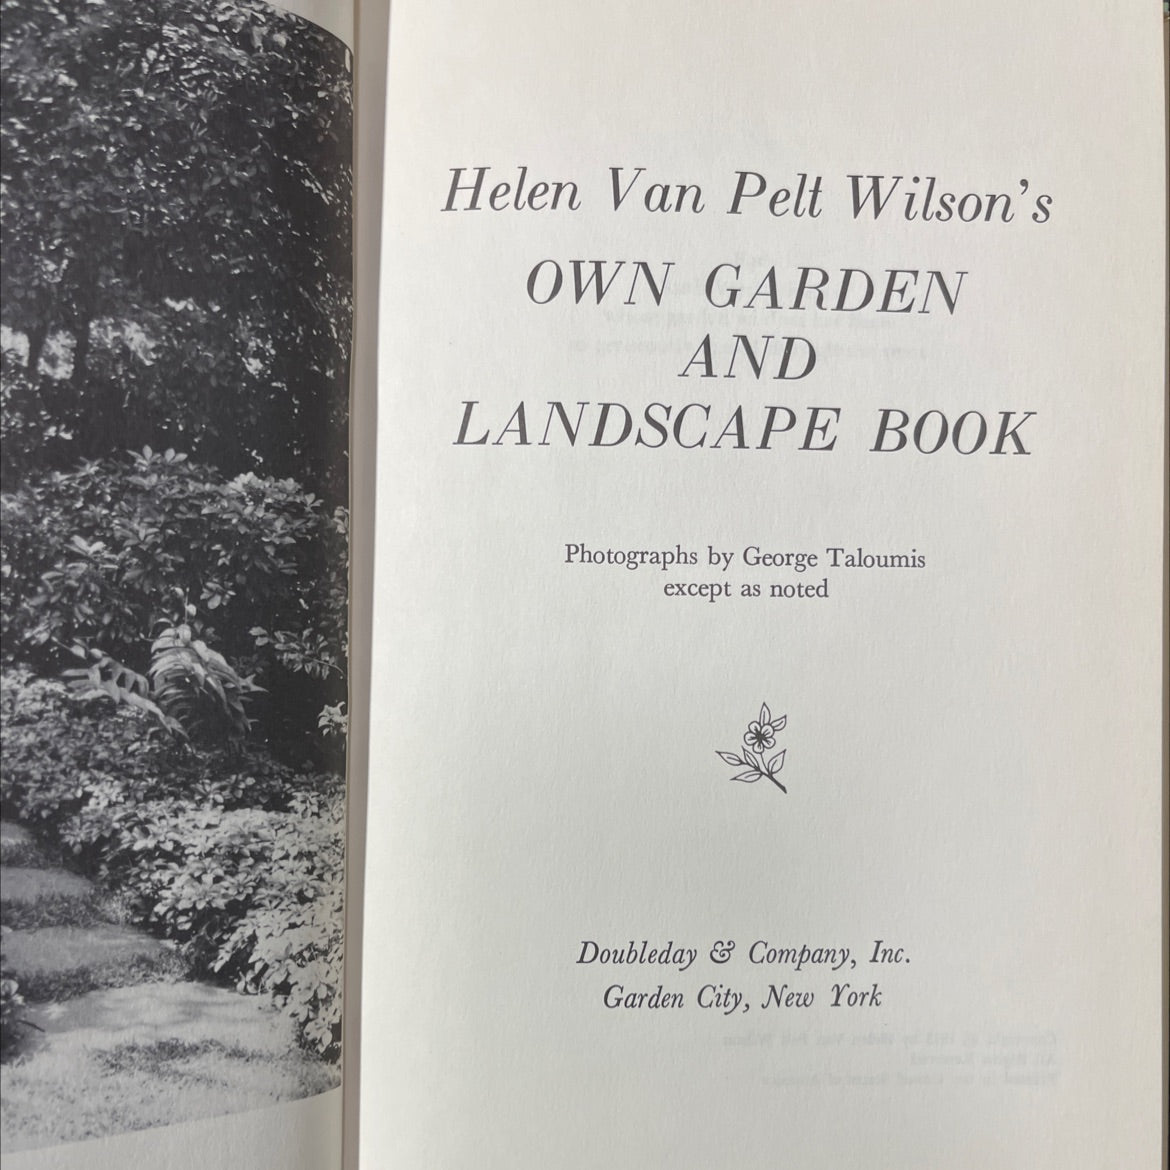 Helen Van Pelt Wilson's
OWN GARDEN
AND
LANDSCAPE BOOK
Photographs by George Taloumis
except as noted
Doubleday & Company, Inc.
Garden City, New York